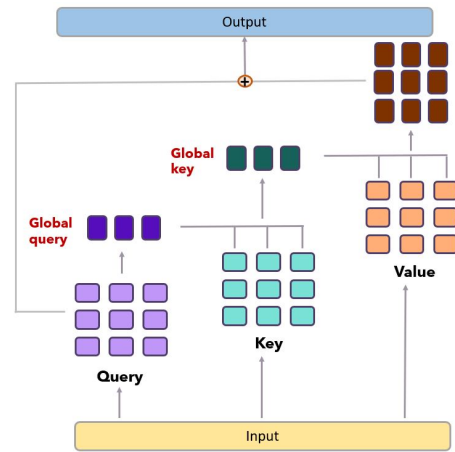 Output
Global
key
Global
query
Value
Key
Query
Input